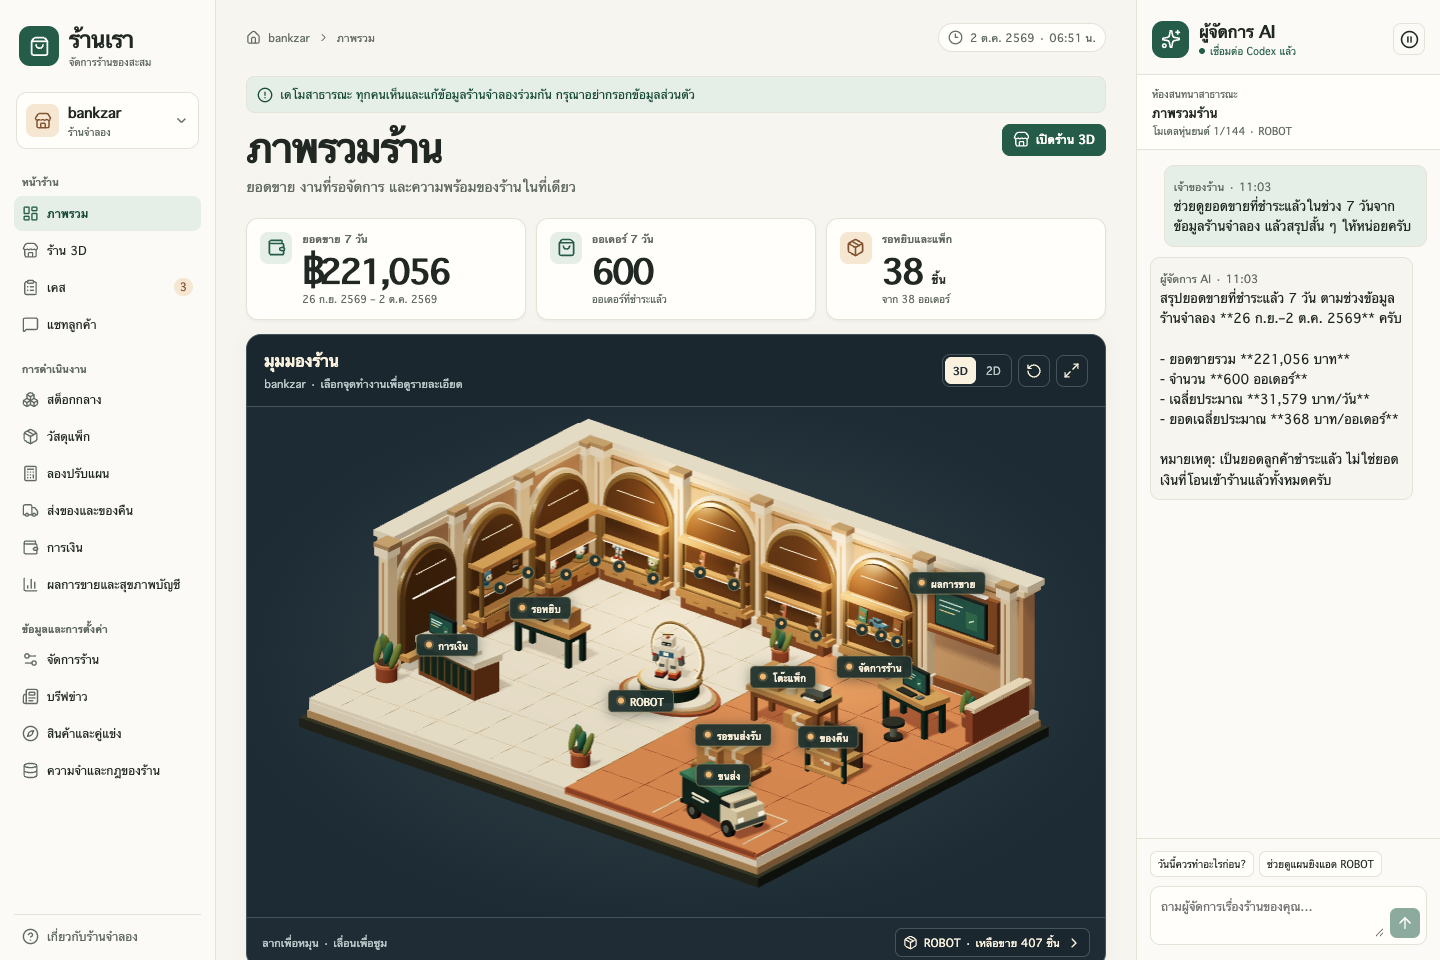 ร้านเรา
จัดการร้านของสะสม
bankzar
ร้านจำลอง
หน้าร้าน
ภาพรวม
ร้าน 3D
เคส
3
แชทลูกค้า
การดำเนินงาน
สต็อกกลาง
วัสดุแพ็ก
ลองปรับแผน
ส่งของและของคืน
การเงิน
ผลการขายและสุขภาพบัญชี
ข้อมูลและการตั้งค่า
จัดการร้าน
บรีฟข่าว
สินค้าและคู่แข่ง
ความจำและกฎของร้าน
เกี่ยวกับร้านจำลอง
bankzar > ภาพรวม
2 ต.ค. 2569 · 06:51 น.
เดโมสาธารณะ ทุกคนเห็นและแก้ข้อมูลร้านจำลองร่วมกัน กรุณาอย่ากรอกข้อมูลส่วนตัว
ภาพรวมร้าน
เปิดร้าน 3D
ยอดขาย งานที่รอจัดการ และความพร้อมของร้านในที่เดียว
ยอดขาย 7 วัน
฿221,056
26 ก.ย. 2569 – 2 ต.ค. 2569
ออเดอร์ 7 วัน
600
ออเดอร์ที่ชำระแล้ว
รอหยิบและแพ็ก
38 ชิ้น
จาก 38 ออเดอร์
มุมมองร้าน
bankzar · เลือกจุดทำงานเพื่อดูรายละเอียด
3D 2D
ผลการขาย
รอหยิบ
การเงิน
จัดการร้าน
โต๊ะแพ็ก
ROBOT
รอขนส่งรับ
ของคืน
ขนส่ง
ลากเพื่อหมุน · เลื่อนเพื่อซูม
ROBOT · เหลือขาย 407 ชิ้น
ผู้จัดการ AI
เชื่อมต่อ Codex แล้ว
ห้องสนทนาสาธารณะ
ภาพรวมร้าน
โมเดลหุ่นยนต์ 1/144 · ROBOT
เจ้าของร้าน · 11:03
ช่วยดูยอดขายที่ชำระแล้วในช่วง 7 วันจาก
ข้อมูลร้านจำลอง แล้วสรุปสั้น ๆ ให้หน่อยครับ
ผู้จัดการ AI · 11:03
สรุปยอดขายที่ชำระแล้ว 7 วัน ตามช่วงข้อมูล
ร้านจำลอง **26 ก.ย.–2 ต.ค. 2569** ครับ
- ยอดขายรวม **221,056 บาท**
- จำนวน **600 ออเดอร์**
- เฉลี่ยประมาณ **31,579 บาท/วัน**
- ยอดเฉลี่ยประมาณ **368 บาท/ออเดอร์**
หมายเหตุ: เป็นยอดลูกค้าชำระแล้ว ไม่ใช่ยอด
เงินที่โอนเข้าร้านแล้วทั้งหมดครับ
วันนี้ควรทำอะไรก่อน?
ช่วยดูแผนยิงแอด ROBOT
ถามผู้จัดการเรื่องร้านของคุณ...